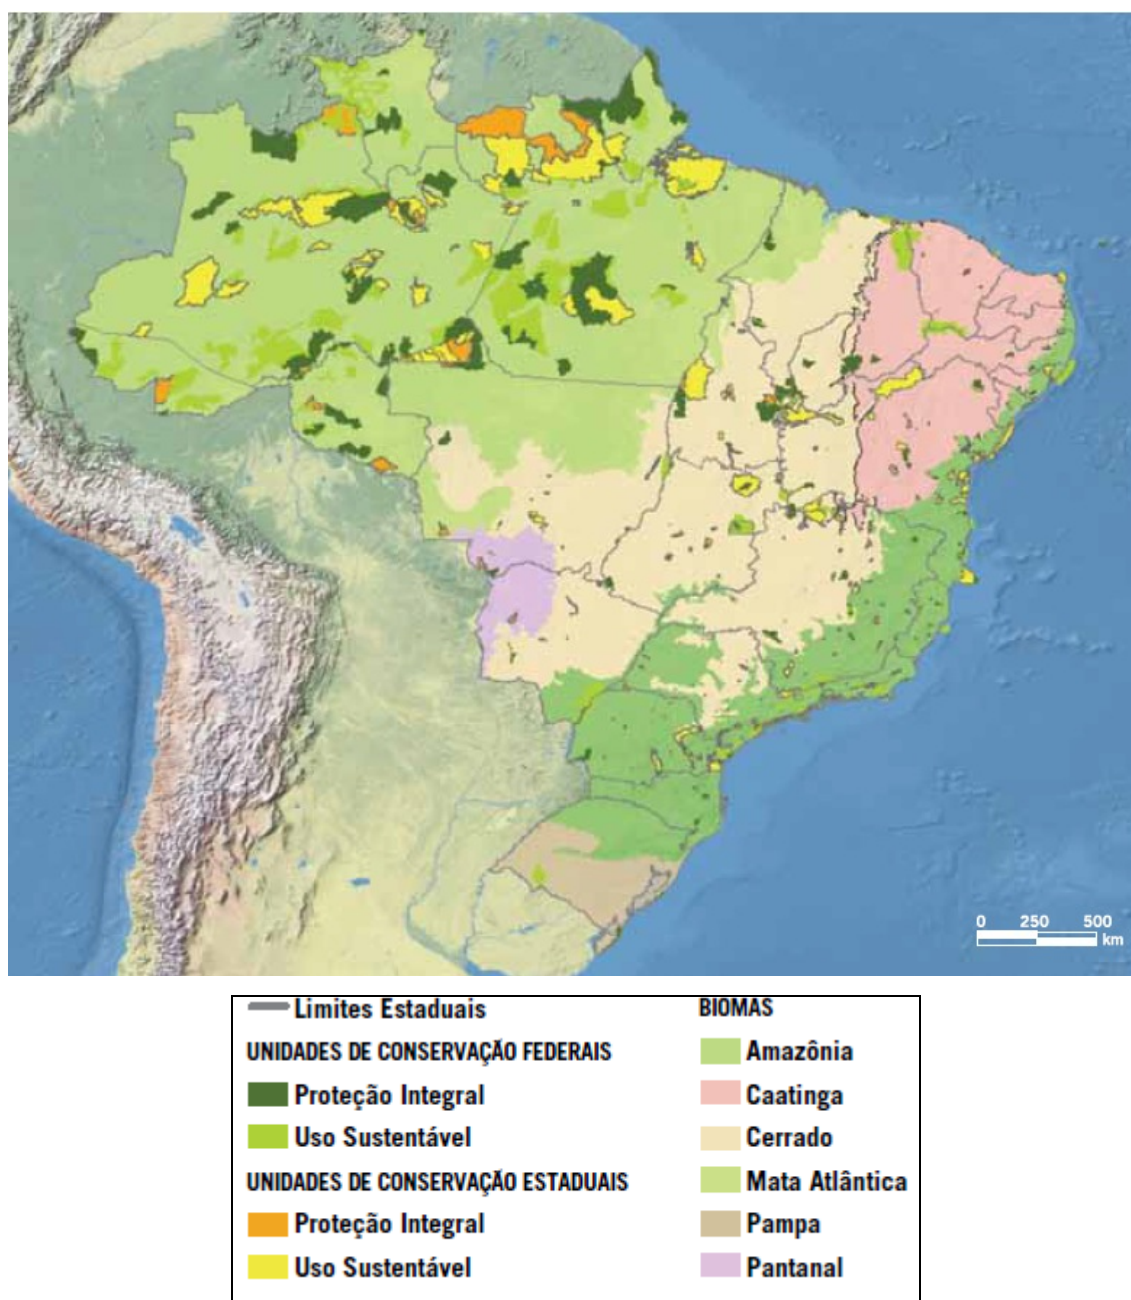 0 250 500
km
Limites Estaduais
UNIDADES DE CONSERVAÇÃO FEDERAIS
Proteção Integral
Uso Sustentável
UNIDADES DE CONSERVAÇÃO ESTADUAIS
Proteção Integral
Uso Sustentável
BIOMAS
Amazônia
Caatinga
Cerrado
Mata Atlântica
Pampa
Pantanal